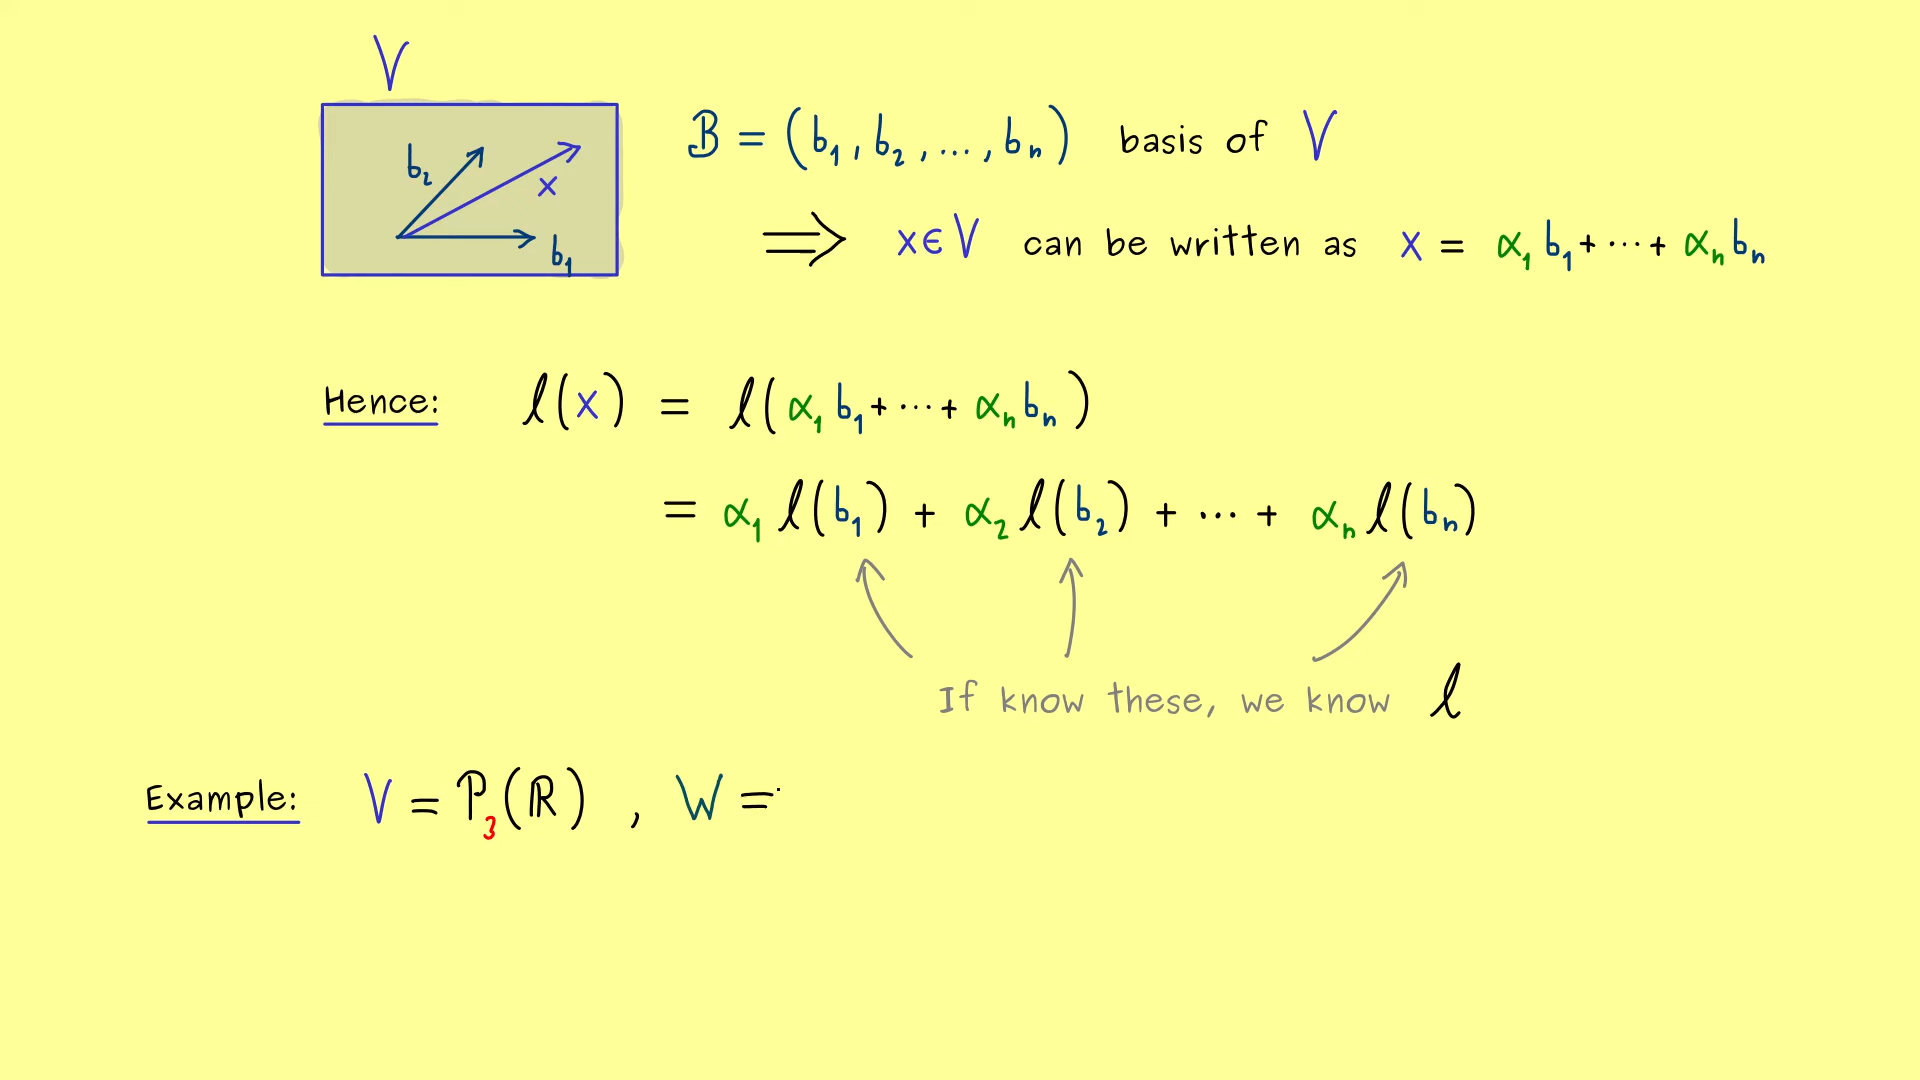 V
b₂
x
b₁
B = (b₁, b₂, ..., bₙ) basis of V
⟹ x∈V can be written as x = α₁b₁ + ··· + αₙbₙ
Hence: ℓ(x) = ℓ(α₁b₁ + ··· + αₙbₙ)
= α₁ℓ(b₁) + α₂ℓ(b₂) + ··· + αₙℓ(bₙ)
If know these, we know ℓ
Example: V = P₃(ℝ) , W =